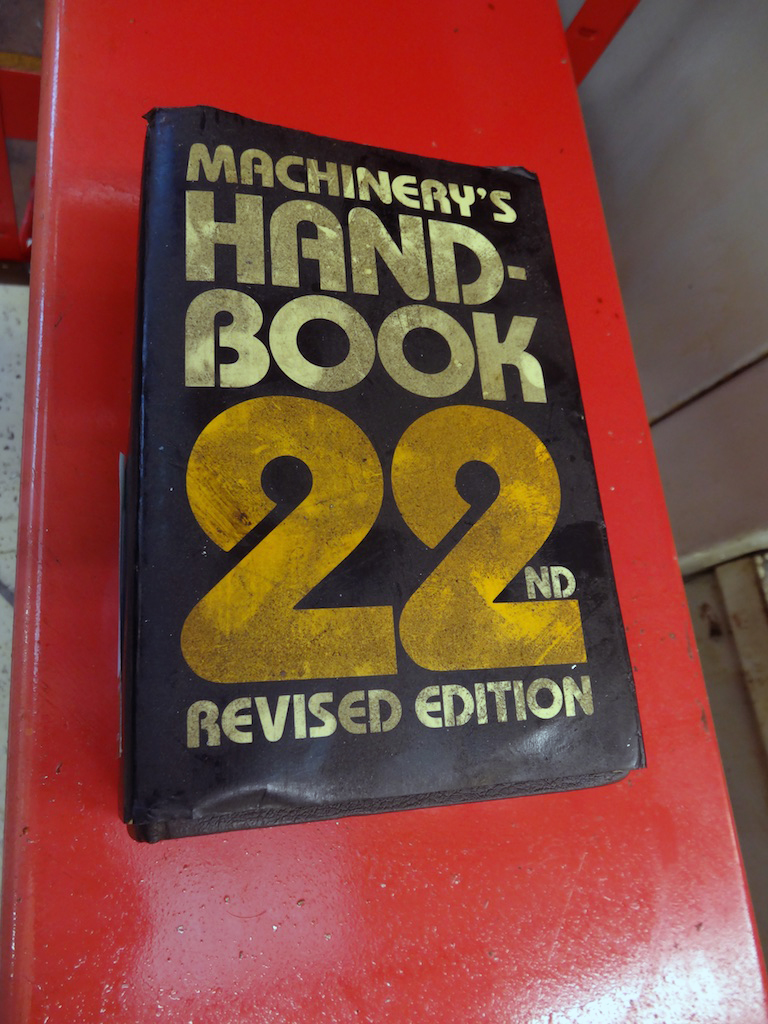 MACHINERY'S
HAND-
BOOK
22ND
REVISED EDITION